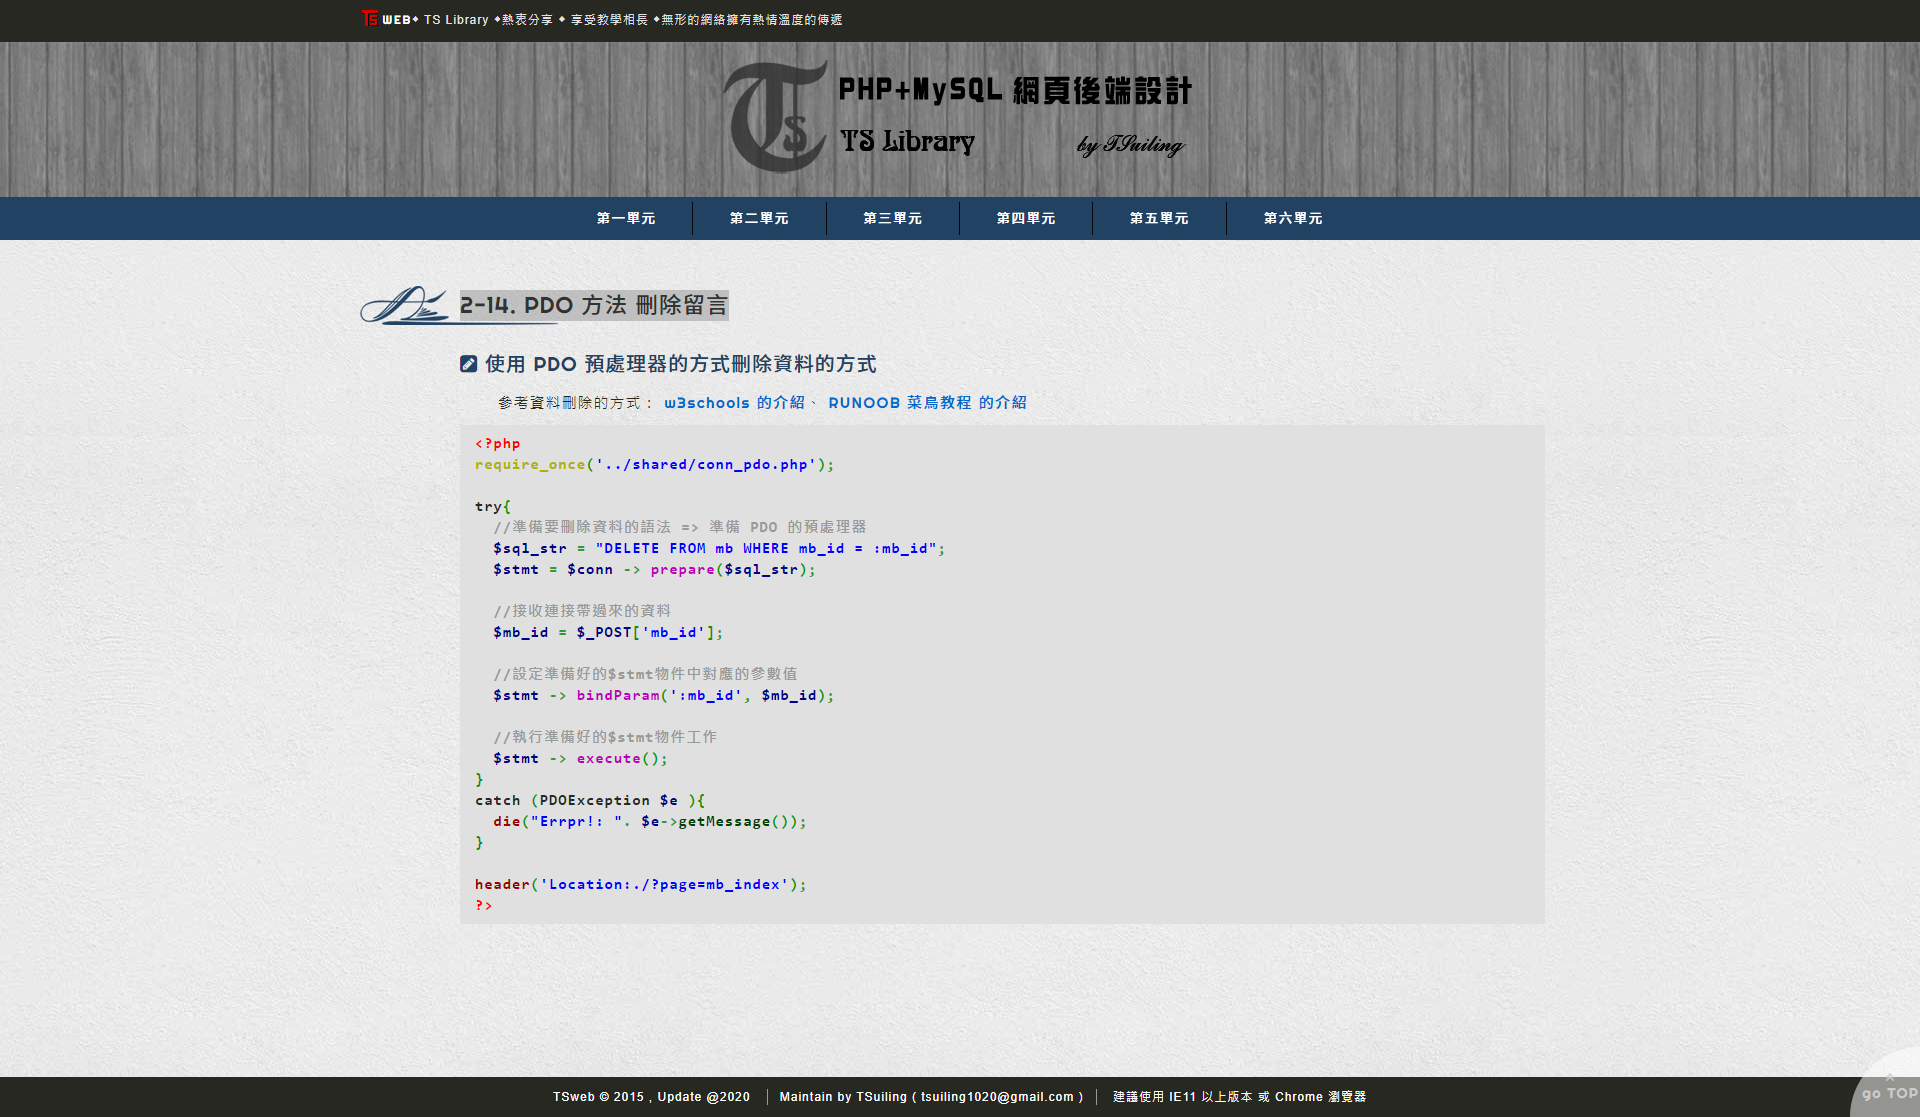 TS WEB◆ TS Library ◆熱衷分享 ◆ 享受教學相長 ◆無形的網絡擁有熱情溫度的傳遞
Ts PHP+MySQL 網頁後端設計
TS Library by TSuiling
第一單元 第二單元 第三單元 第四單元 第五單元 第六單元
2-14. PDO 方法 刪除留言
使用 PDO 預處理器的方式刪除資料的方式
參考資料刪除的方式： w3schools 的介紹、 RUNOOB 菜鳥教程 的介紹
<?php
require_once('../shared/conn_pdo.php');
try{
  //準備要刪除資料的語法 => 準備 PDO 的預處理器
  $sql_str = "DELETE FROM mb WHERE mb_id = :mb_id";
  $stmt = $conn -> prepare($sql_str);
  //接收連接帶過來的資料
  $mb_id = $_POST['mb_id'];
  //設定準備好的$stmt物件中對應的參數值
  $stmt -> bindParam(':mb_id', $mb_id);
  //執行準備好的$stmt物件工作
  $stmt -> execute();
}
catch (PDOException $e ){
  die("Errpr!: ". $e->getMessage());
}
header('Location:./?page=mb_index');
?>
go TOP
TSweb © 2015 , Update @2020 Maintain by TSuiling ( tsuiling1020@gmail.com ) 建議使用 IE11 以上版本 或 Chrome 瀏覽器